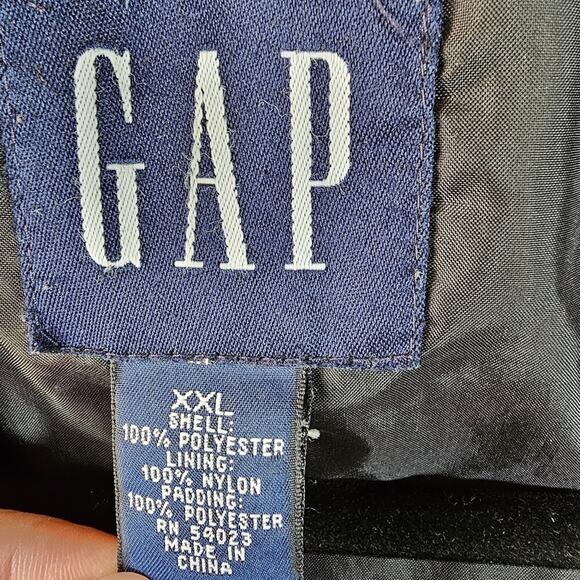 GAP
XXL
SHELL:
100% POLYESTER
LINING:
100% NYLON
PADDING:
100% POLYESTER
RN 54023
MADE IN
CHINA